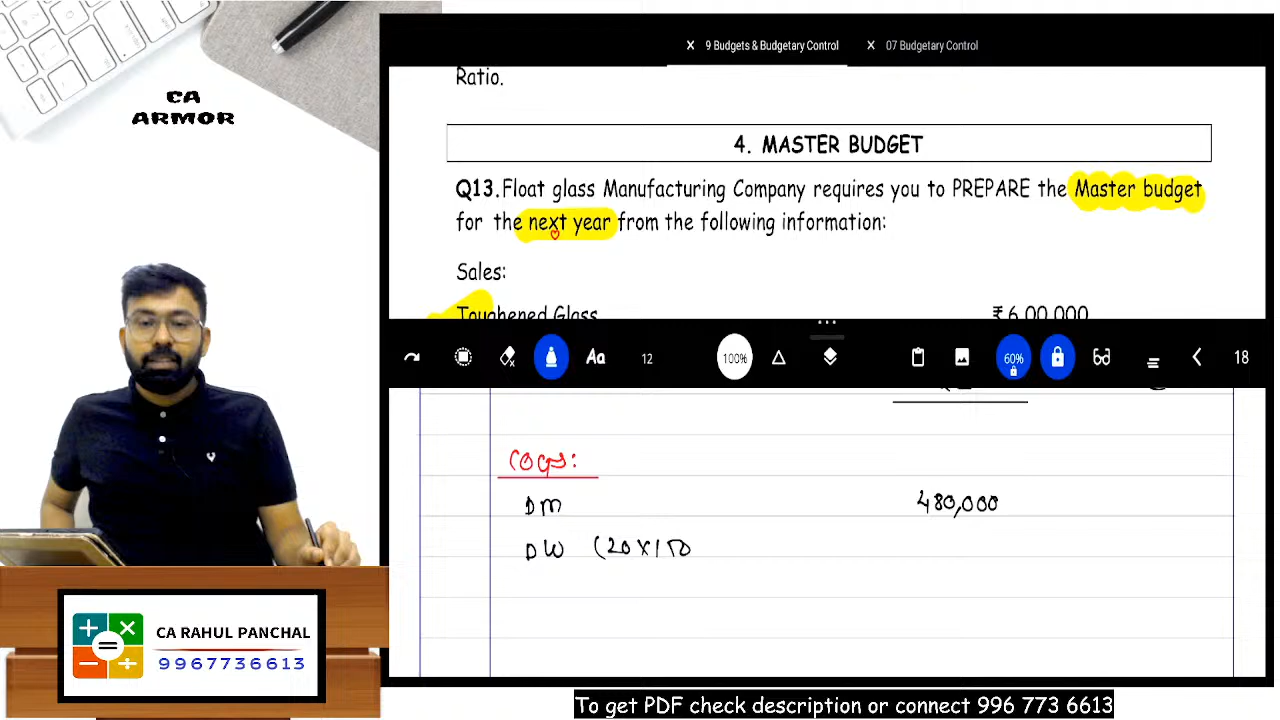 CA
ARMOR
9 Budgets & Budgetary Control
07 Budgetary Control
Ratio.
4. MASTER BUDGET
Q13.Float glass Manufacturing Company requires you to PREPARE the Master budget
for the next year from the following information:
Sales:
Toughened Glass
₹ 6,00,000
Aa
12
100%
60%
18
COGS:
DM 480,000
DW (20×150
CA RAHUL PANCHAL
9967736613
To get PDF check description or connect 996 773 6613